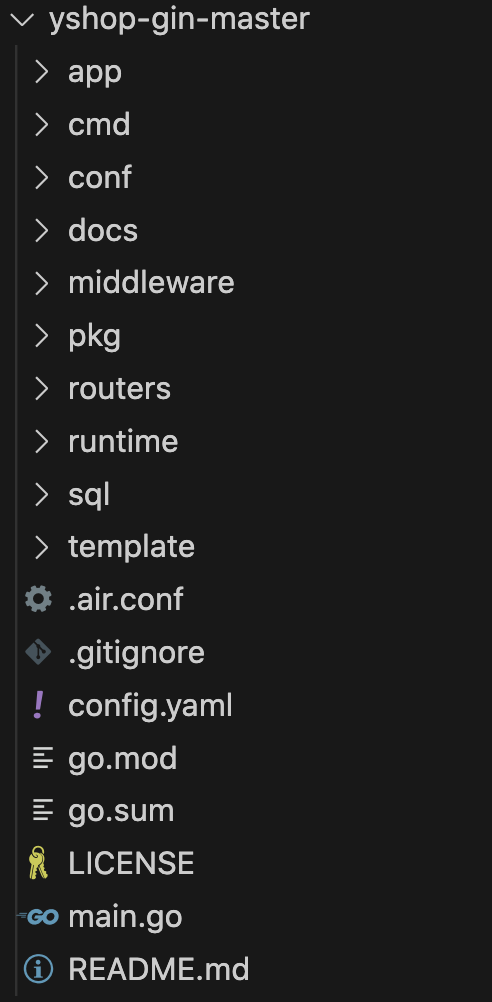 yshop-gin-master
app
cmd
conf
docs
middleware
pkg
routers
runtime
sql
template
.air.conf
.gitignore
! config.yaml
go.mod
go.sum
LICENSE
GO main.go
README.md